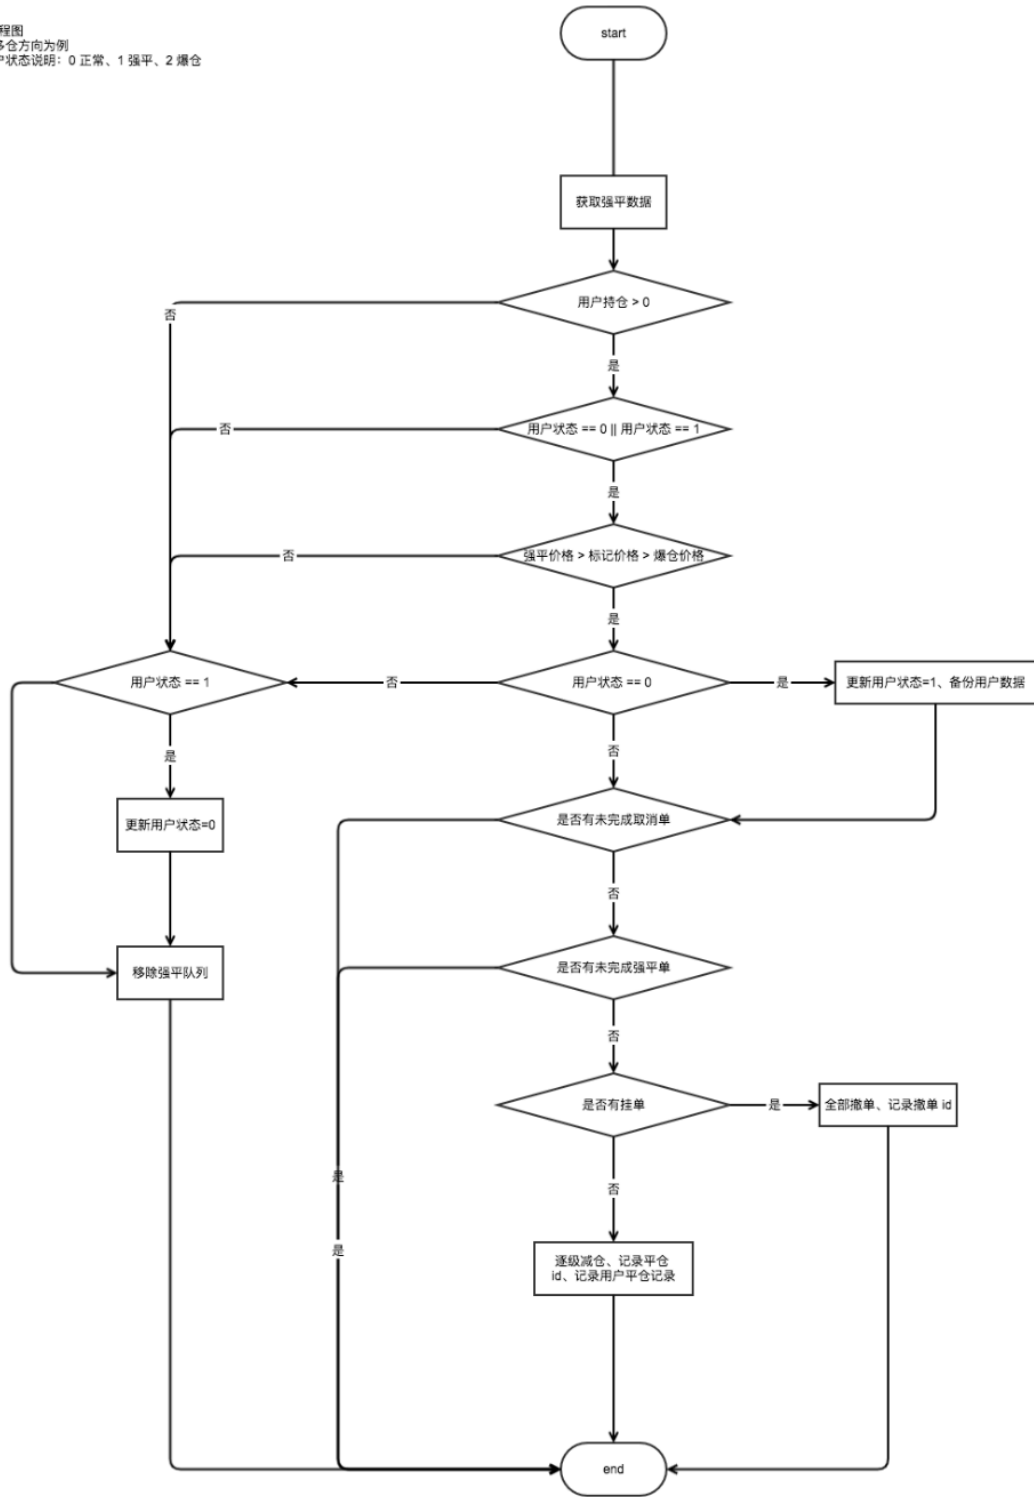 程图
多仓方向为例
户状态说明：0 正常、1 强平、2 爆仓
start
获取强平数据
用户持仓 > 0
否
是
用户状态 == 0 || 用户状态 == 1
否
是
强平价格 > 标记价格 > 爆仓价格
否
是
用户状态 == 1
否
用户状态 == 0
是
更新用户状态=1、备份用户数据
是
否
更新用户状态=0
是否有未完成取消单
否
移除强平队列
是否有未完成强平单
否
是否有挂单
是
全部撤单、记录撤单 id
是
否
是
逐级减仓、记录平仓
id、记录用户平仓记录
end